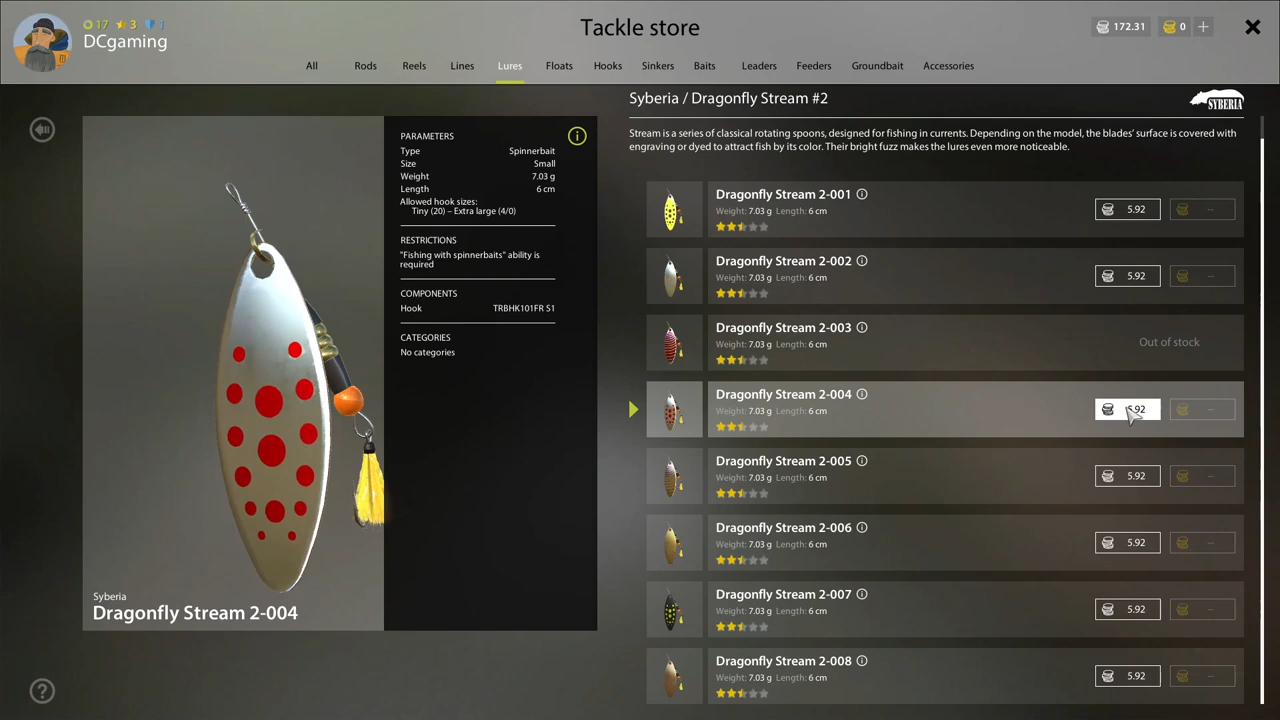 17 3 1
DCgaming
Tackle store
172.31 0 +
All Rods Reels Lines Lures Floats Hooks Sinkers Baits Leaders Feeders Groundbait Accessories
Syberia / Dragonfly Stream #2
SYBERIA
Stream is a series of classical rotating spoons, designed for fishing in currents. Depending on the model, the blades' surface is covered with
engraving or dyed to attract fish by its color. Their bright fuzz makes the lures even more noticeable.
PARAMETERS
Type Spinnerbait
Size Small
Weight 7.03 g
Length 6 cm
Allowed hook sizes:
Tiny (20) – Extra large (4/0)
RESTRICTIONS
"Fishing with spinnerbaits" ability is
required
COMPONENTS
Hook TRBHK101FR S1
CATEGORIES
No categories
Syberia
Dragonfly Stream 2-004
Dragonfly Stream 2-001
Weight: 7.03 g Length: 6 cm
5.92 --
Dragonfly Stream 2-002
Weight: 7.03 g Length: 6 cm
5.92 --
Dragonfly Stream 2-003
Weight: 7.03 g Length: 6 cm
Out of stock
Dragonfly Stream 2-004
Weight: 7.03 g Length: 6 cm
5.92 --
Dragonfly Stream 2-005
Weight: 7.03 g Length: 6 cm
5.92 --
Dragonfly Stream 2-006
Weight: 7.03 g Length: 6 cm
5.92 --
Dragonfly Stream 2-007
Weight: 7.03 g Length: 6 cm
5.92 --
Dragonfly Stream 2-008
Weight: 7.03 g Length: 6 cm
5.92 --
?